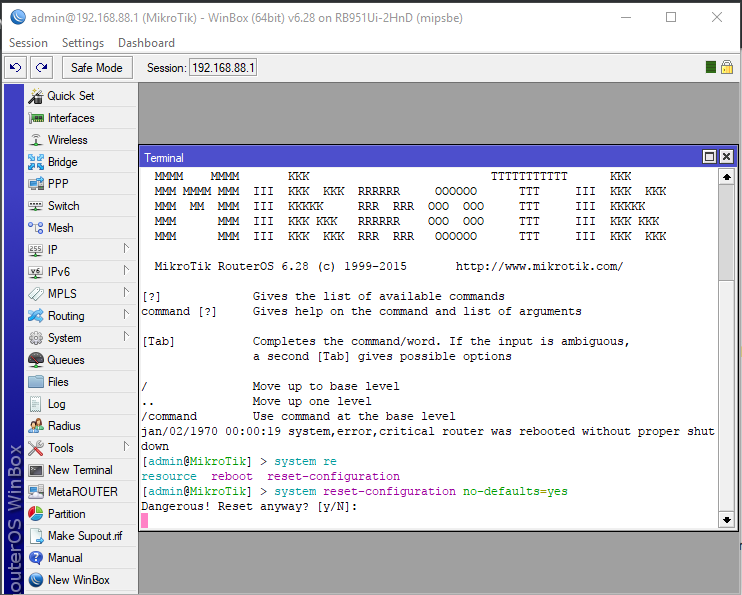 admin@192.168.88.1 (MikroTik) - WinBox (64bit) v6.28 on RB951Ui-2HnD (mipsbe)
Session Settings Dashboard
Safe Mode Session: 192.168.88.1
Quick Set
Interfaces
Wireless
Bridge
PPP
Switch
Mesh
IP
IPv6
MPLS
Routing
System
Queues
Files
Log
Radius
Tools
New Terminal
MetaROUTER
Partition
Make Supout.rif
Manual
New WinBox
outerOS WinBox
Terminal
MMMM    MMMM       KKK                          TTTTTTTTTTT      KKK
MMM MMMM MMM  III  KKK  KKK  RRRRRR     OOOOOO      TTT     III  KKK  KKK
MMM  MM  MMM  III  KKKKK     RRR  RRR  OOO  OOO     TTT     III  KKKKK
MMM      MMM  III  KKK KKK   RRRRRR    OOO  OOO     TTT     III  KKK KKK
MMM      MMM  III  KKK  KKK  RRR  RRR   OOOOOO      TTT     III  KKK  KKK
MikroTik RouterOS 6.28 (c) 1999-2015       http://www.mikrotik.com/
[?]             Gives the list of available commands
command [?]     Gives help on the command and list of arguments
[Tab]           Completes the command/word. If the input is ambiguous,
a second [Tab] gives possible options
/               Move up to base level
..              Move up one level
/command        Use command at the base level
jan/02/1970 00:00:19 system,error,critical router was rebooted without proper shut
down
[admin@MikroTik] > system re
resource  reboot  reset-configuration
[admin@MikroTik] > system reset-configuration no-defaults=yes
Dangerous! Reset anyway? [y/N]: